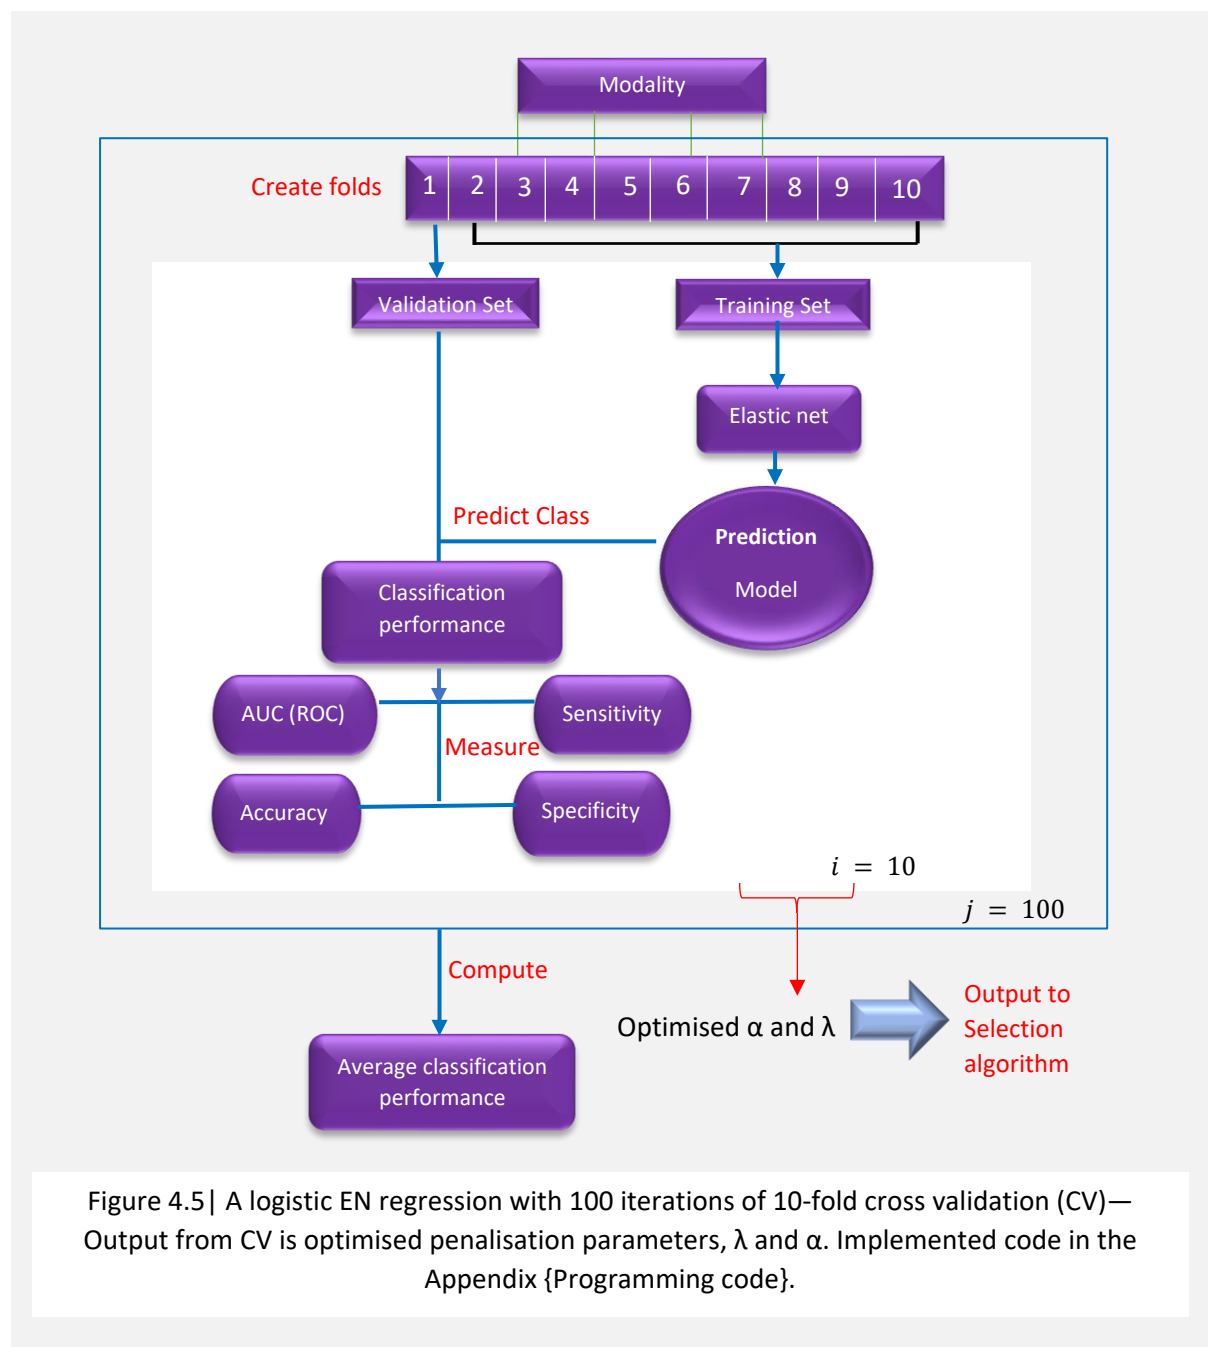 Modality
Create folds
1 2 3 4 5 6 7 8 9 10
Validation Set
Training Set
Elastic net
Predict Class
Prediction
Model
Classification
performance
AUC (ROC)
Sensitivity
Measure
Accuracy
Specificity
i = 10
j = 100
Compute
Optimised α and λ
Output to
Selection
algorithm
Average classification
performance
Figure 4.5| A logistic EN regression with 100 iterations of 10-fold cross validation (CV)—
Output from CV is optimised penalisation parameters, λ and α. Implemented code in the
Appendix {Programming code}.